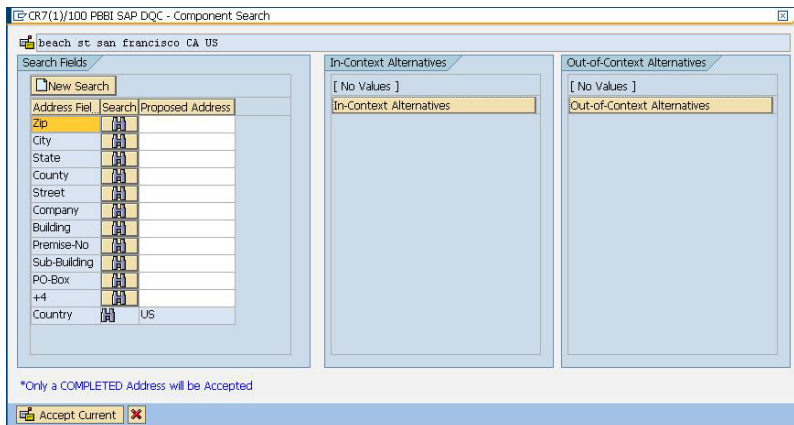 CR7(1)/100 PBBI SAP DQC - Component Search
beach st san francisco CA US
Search Fields
In-Context Alternatives
Out-of-Context Alternatives
New Search
[ No Values ]
[ No Values ]
Address Fiel... Search Proposed Address
In-Context Alternatives
Out-of-Context Alternatives
Zip
City
State
County
Street
Company
Building
Premise-No
Sub-Building
PO-Box
+4
Country US
*Only a COMPLETED Address will be Accepted
Accept Current